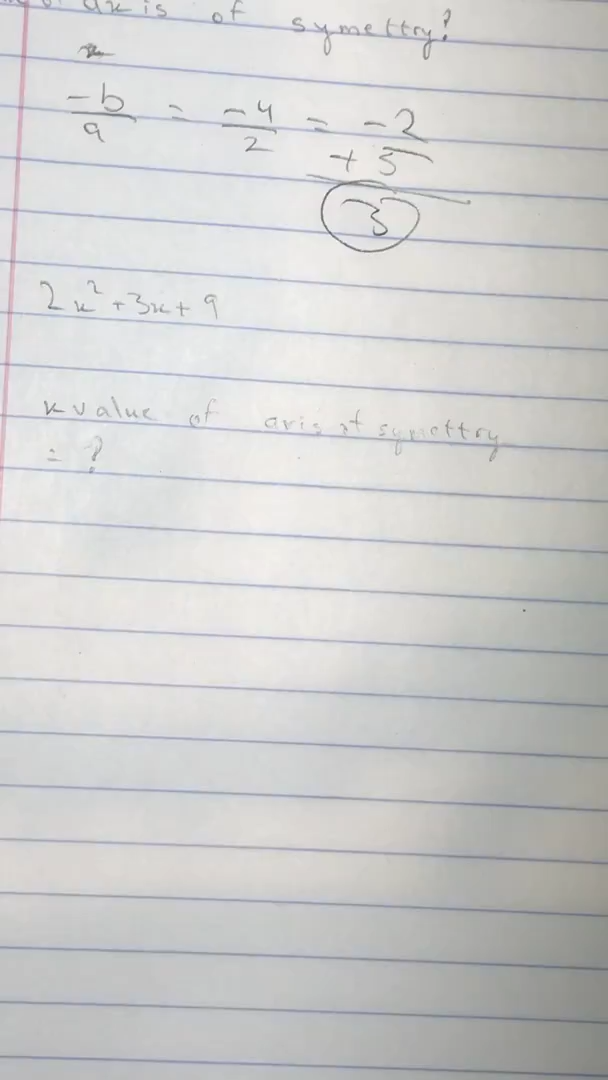 axis of symettry?
-b/a = -4/2 = -2
+ 5
3
2x²+3x+9
x value of axis of symettry
= ?